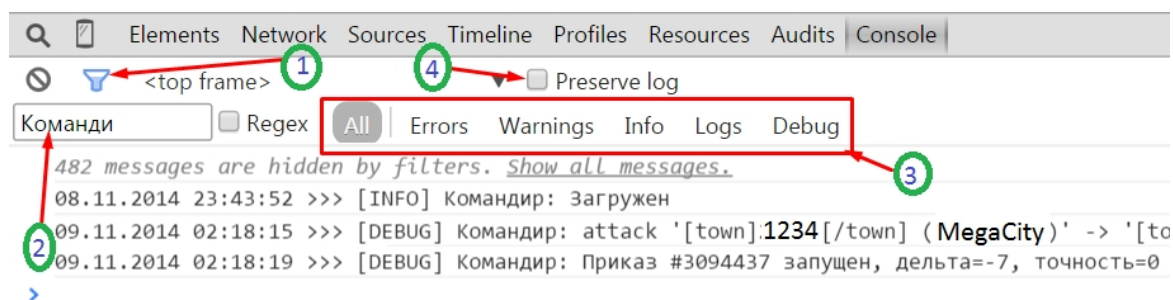 Elements Network Sources Timeline Profiles Resources Audits Console
1
4
<top frame> Preserve log
Команди Regex All Errors Warnings Info Logs Debug
482 messages are hidden by filters. Show all messages.
3
08.11.2014 23:43:52 >>> [INFO] Командир: Загружен
2
09.11.2014 02:18:15 >>> [DEBUG] Командир: attack '[town]1234[/town] (MegaCity)' -> '[to
09.11.2014 02:18:19 >>> [DEBUG] Командир: Приказ #3094437 запущен, дельта=-7, точность=0
>